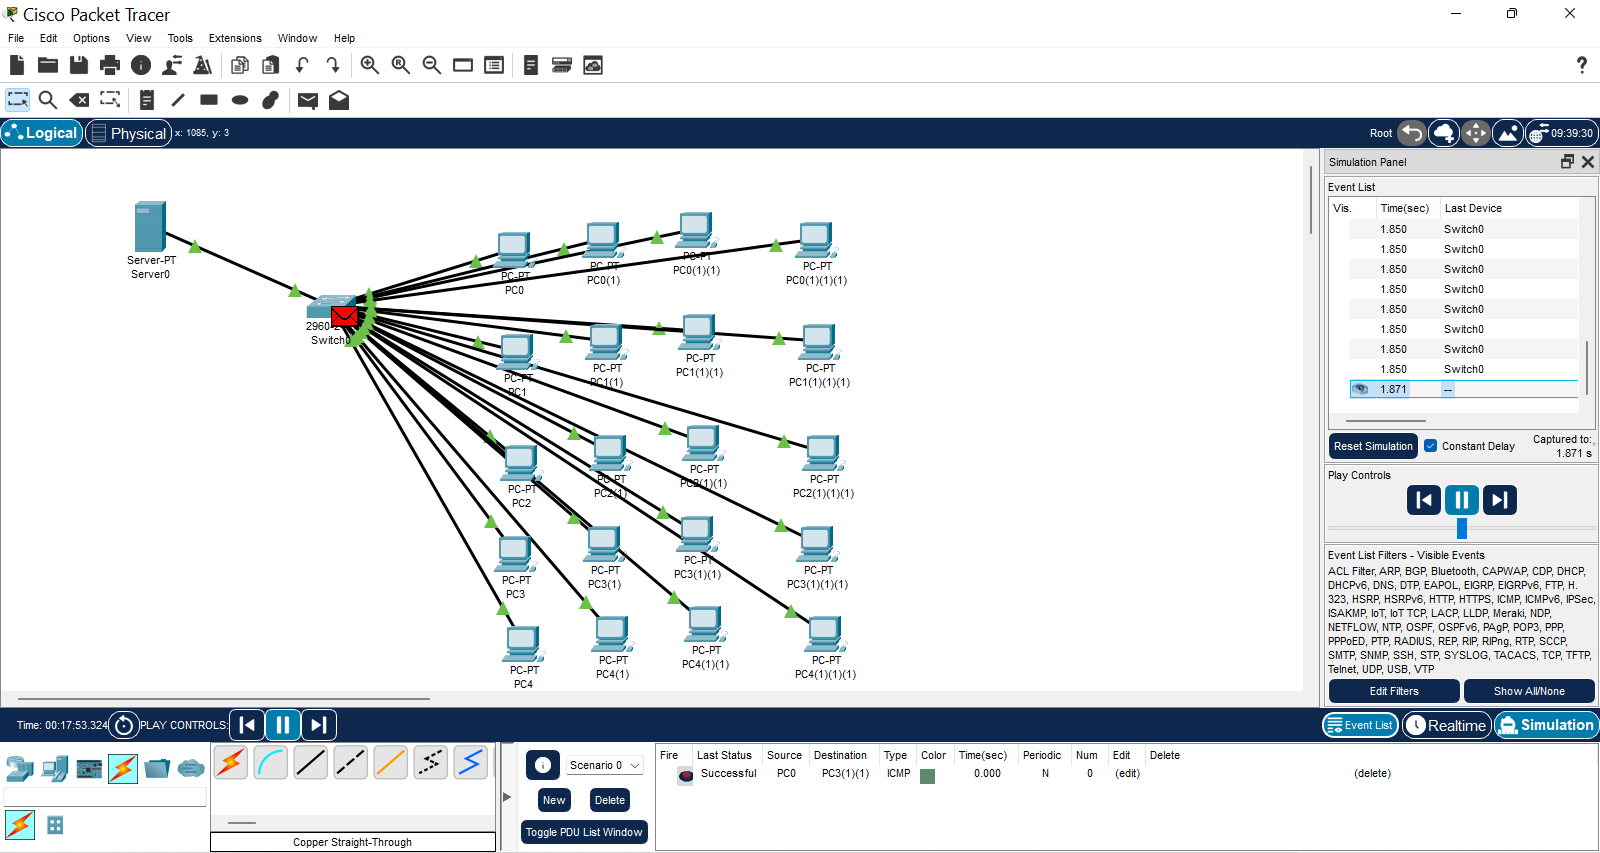 Cisco Packet Tracer
File Edit Options View Tools Extensions Window Help
?
Logical Physical x: 1085, y: 3 Root 09:39:30
Simulation Panel
Event List
Vis. Time(sec) Last Device
1.850 Switch0
1.850 Switch0
1.850 Switch0
1.850 Switch0
1.850 Switch0
1.850 Switch0
1.850 Switch0
1.850 Switch0
1.871 --
Reset Simulation Constant Delay Captured to:
1.871 s
Play Controls
Event List Filters - Visible Events
ACL Filter, ARP, BGP, Bluetooth, CAPWAP, CDP, DHCP,
DHCPv6, DNS, DTP, EAPOL, EIGRP, EIGRPv6, FTP, H.
323, HSRP, HSRPv6, HTTP, HTTPS, ICMP, ICMPv6, IPSec,
ISAKMP, IoT, IoT TCP, LACP, LLDP, Meraki, NDP,
NETFLOW, NTP, OSPF, OSPFv6, PAgP, POP3, PPP,
PPPoED, PTP, RADIUS, REP, RIP, RIPng, RTP, SCCP,
SMTP, SNMP, SSH, STP, SYSLOG, TACACS, TCP, TFTP,
Telnet, UDP, USB, VTP
Edit Filters Show All/None
Server-PT
Server0
2960-2
Switch0
PC-PT
PC0
PC-PT
PC0(1)
PC-PT
PC0(1)(1)
PC-PT
PC0(1)(1)(1)
PC-PT
PC1
PC-PT
PC1(1)
PC-PT
PC1(1)(1)
PC-PT
PC1(1)(1)(1)
PC-PT
PC2
PC-PT
PC2(1)
PC-PT
PC2(1)(1)
PC-PT
PC2(1)(1)(1)
PC-PT
PC3
PC-PT
PC3(1)
PC-PT
PC3(1)(1)
PC-PT
PC3(1)(1)(1)
PC-PT
PC4
PC-PT
PC4(1)
PC-PT
PC4(1)(1)
PC-PT
PC4(1)(1)(1)
Time: 00:17:53.324 PLAY CONTROLS: Event List Realtime Simulation
Scenario 0
New Delete
Toggle PDU List Window
Fire Last Status Source Destination Type Color Time(sec) Periodic Num Edit Delete
Successful PC0 PC3(1)(1) ICMP 0.000 N 0 (edit) (delete)
Copper Straight-Through